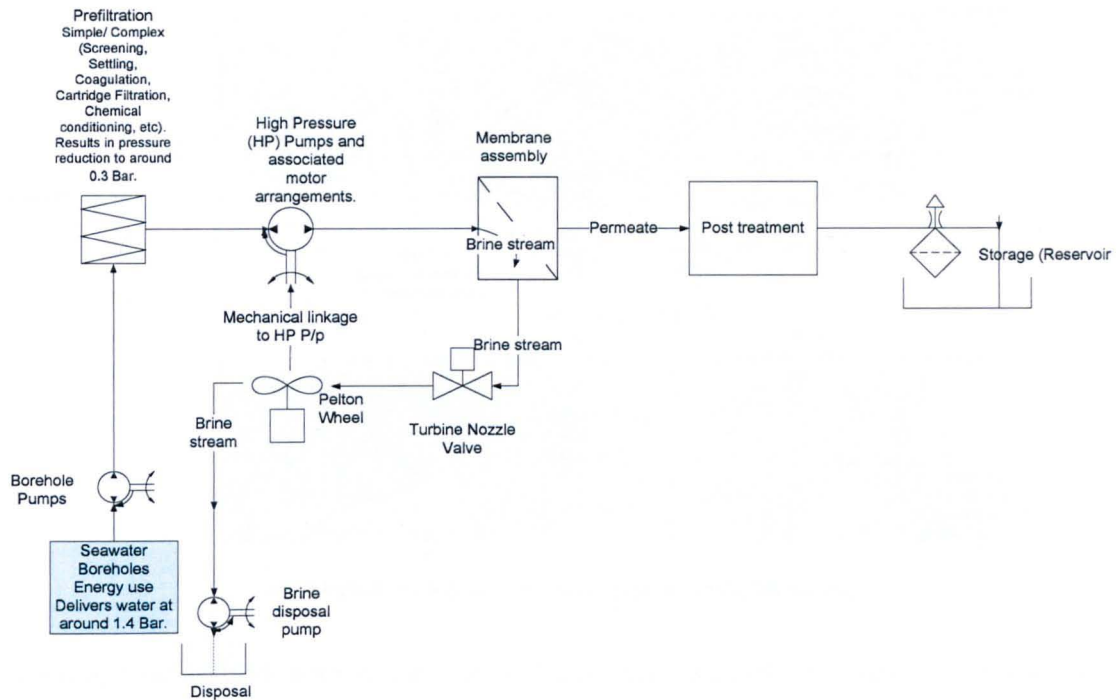 Prefiltration
Simple/ Complex
(Screening,
Settling,
Coagulation,
Cartridge Filtration,
Chemical
conditioning, etc).
Results in pressure
reduction to around
0.3 Bar.
High Pressure
(HP) Pumps and
associated
motor
arrangements.
Membrane
assembly
Brine stream
Permeate
Post treatment
Storage (Reservoir
Mechanical linkage
to HP P/p
Brine stream
Pelton
Wheel
Turbine Nozzle
Valve
Brine
stream
Borehole
Pumps
Seawater
Boreholes
Energy use
Delivers water at
around 1.4 Bar.
Brine
disposal
pump
Disposal